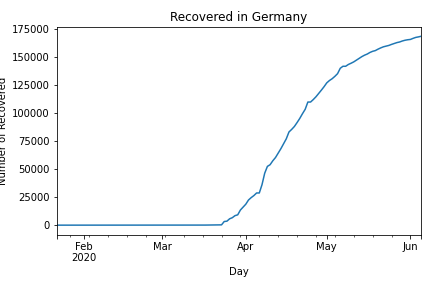 Recovered in Germany
175000
150000
125000
100000
75000
50000
25000
0
Number of Recovered
Feb
2020
Mar
Apr
May
Jun
Day